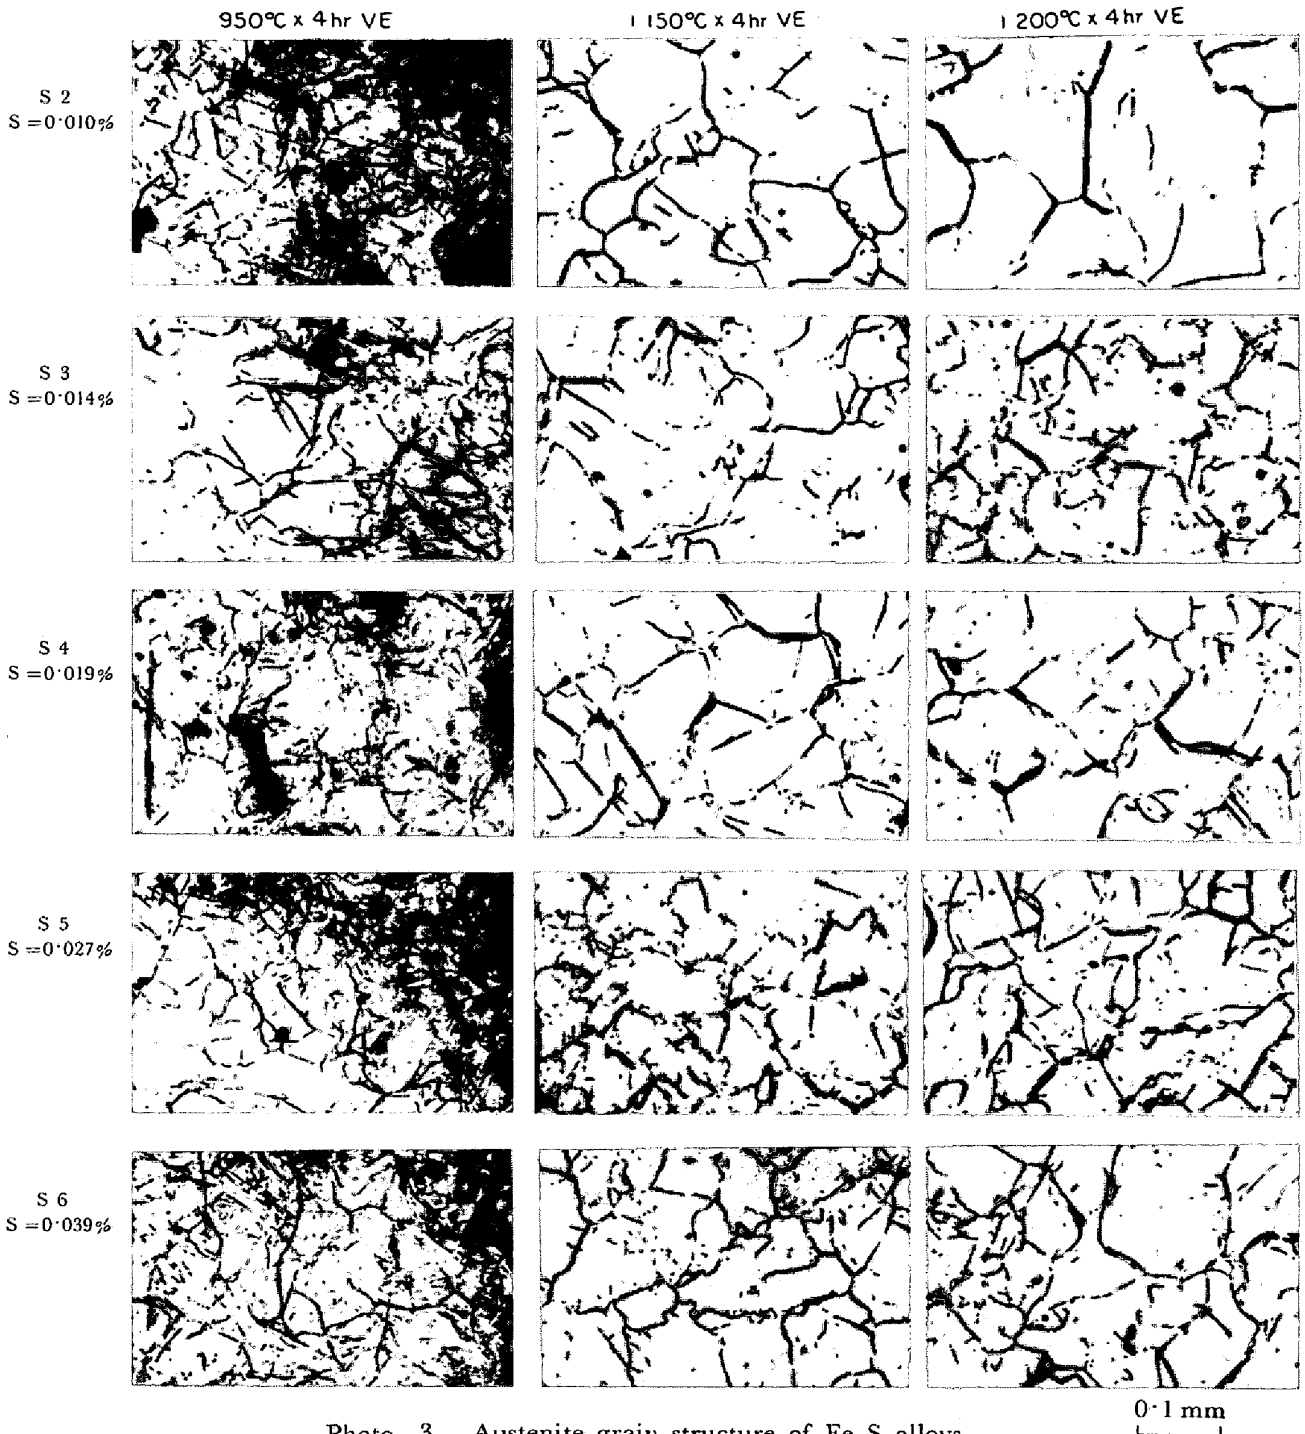 950°C × 4hr VE
1150°C × 4hr VE
1200°C × 4hr VE
S 2
S=0·010%
S 3
S=0·014%
S 4
S=0·019%
S 5
S=0·027%
S 6
S=0·039%
0·1 mm
Photo. 3. Austenite grain structure of Fe-S alloys